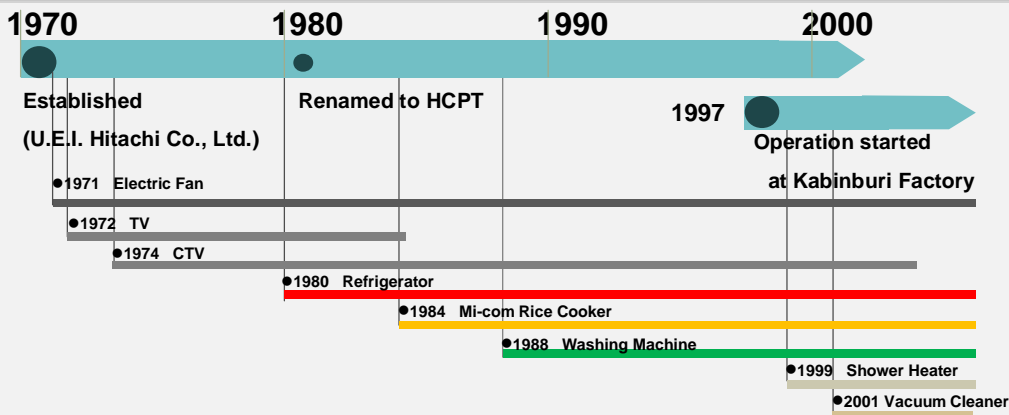 1970 1980 1990 2000
Established
(U.E.I. Hitachi Co., Ltd.)
Renamed to HCPT
1997
Operation started
at Kabinburi Factory
1971 Electric Fan
1972 TV
1974 CTV
1980 Refrigerator
1984 Mi-com Rice Cooker
1988 Washing Machine
1999 Shower Heater
2001 Vacuum Cleaner